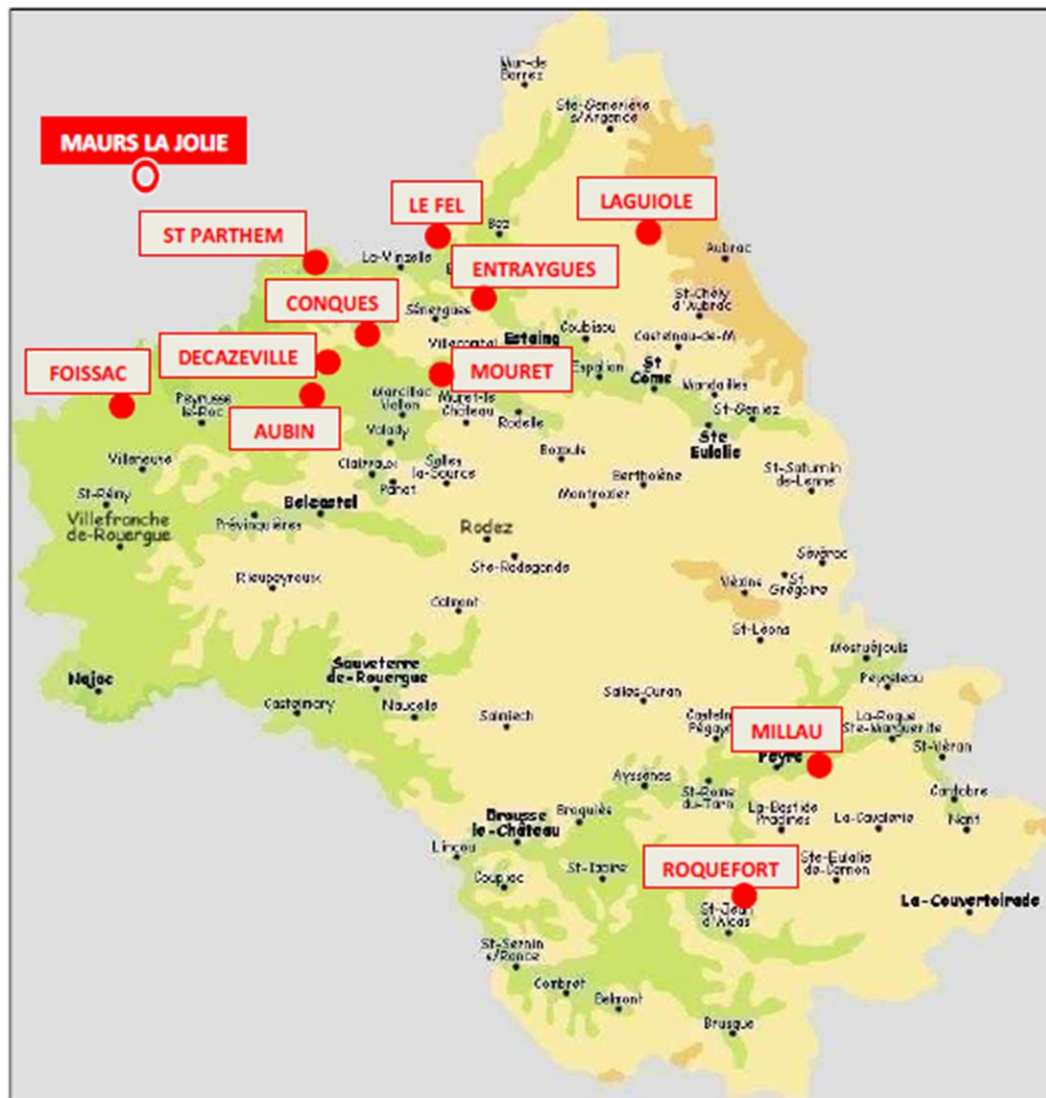 Mur-de
Barrez
Ste-Geneviève
s/Argence
MAURS LA JOLIE
LE FEL
LAGUIOLE
ST PARTHEM
Aubrac
La-Vinzelle
ENTRAYGUES
St-Chély
d'Aubrac
CONQUES
Sénergues
Coubisou
Estaing
Castelnau-de-M
DECAZEVILLE
FOISSAC
MOURET
Espalion
St
Côme
Mandailles
Peyrusse
le-Roc
Marcillac
Vallon
Muret-le
Château
Rodelle
St-Geniez
AUBIN
Valady
Ste
Eulalie
Villeneuve
Clairvaux
Salles
la-Source
Bozouls
Bertholène
St-Saturnin
de-Lenne
Panat
St-Rémy
Belcastel
Montrozier
Villefranche
de-Rouergue
Prévinquières
Rodez
Ste-Radegonde
Sévérac
Rieupeyroux
Vézins
St
Grégoire
Calmont
St-Léons
Mostuéjouls
Najac
Sauveterre
de-Rouergue
Peyreleau
Salles-Curan
Castelnary
Naucelle
Salmiech
La-Roque
Ste-Marguerite
MILLAU
Peyre
St-Véran
Ayssènes
St-Rome
du-Tarn
Cantobre
Brousse
le-Château
Broquiès
La-Bastide
Pradines
La-Cavalerie
Nant
Lincou
Ste-Eulalie
de-Cernon
Coupiac
St-Izaire
ROQUEFORT
La-Couvertoirade
St-Jean
d'Alcas
St-Sernin
s/Rance
Combret
Belmont
Brusque